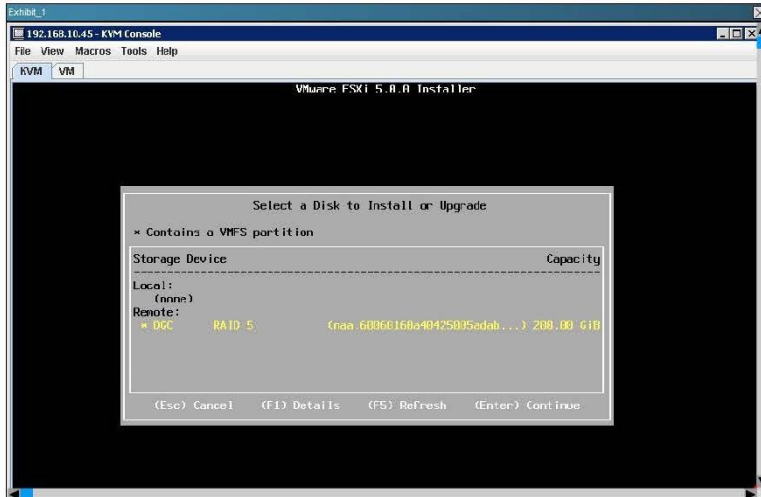 Exhibit_1
192.168.10.45 - KVM Console
File View Macros Tools Help
KVM VM
VMware ESXi 5.0.0 Installer
Select a Disk to Install or Upgrade
* Contains a VMFS partition
Storage Device Capacity
Local:
(none)
Remote:
* DGC RAID 5 (naa.60060160a40425005adab...) 200.00 GiB
(Esc) Cancel (F1) Details (F5) Refresh (Enter) Continue